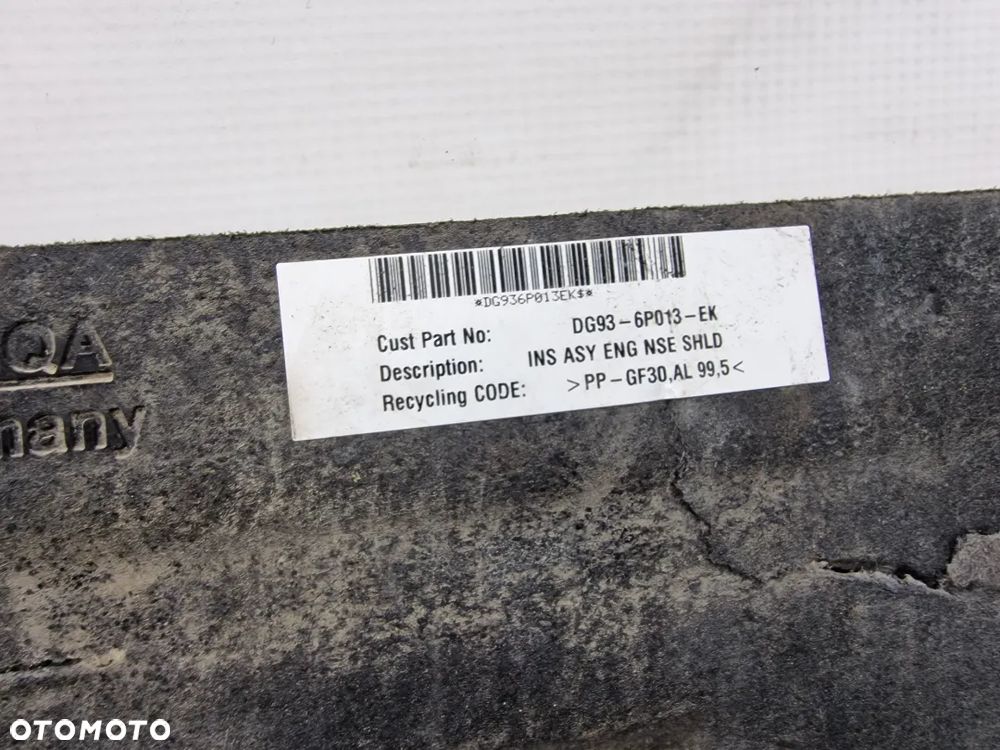 *DG936P013EK$*
Cust Part No: DG93-6P013-EK
Description: INS ASY ENG NSE SHLD
Recycling CODE: >PP-GF30,AL 99,5<
QA
many
OTOMOTO